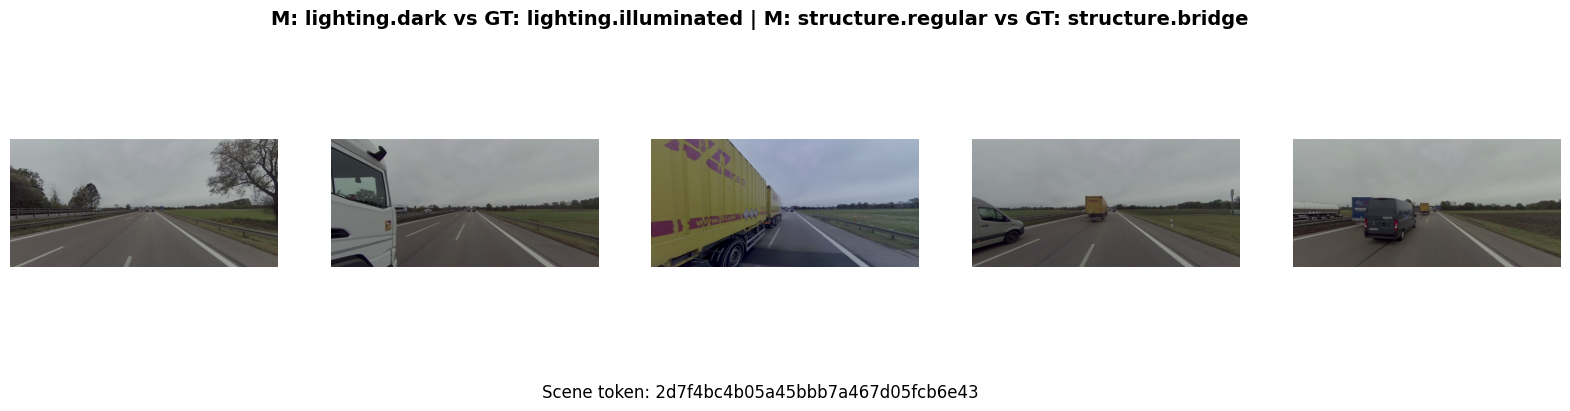 M: lighting.dark vs GT: lighting.illuminated | M: structure.regular vs GT: structure.bridge
Scene token: 2d7f4bc4b05a45bbb7a467d05fcb6e43